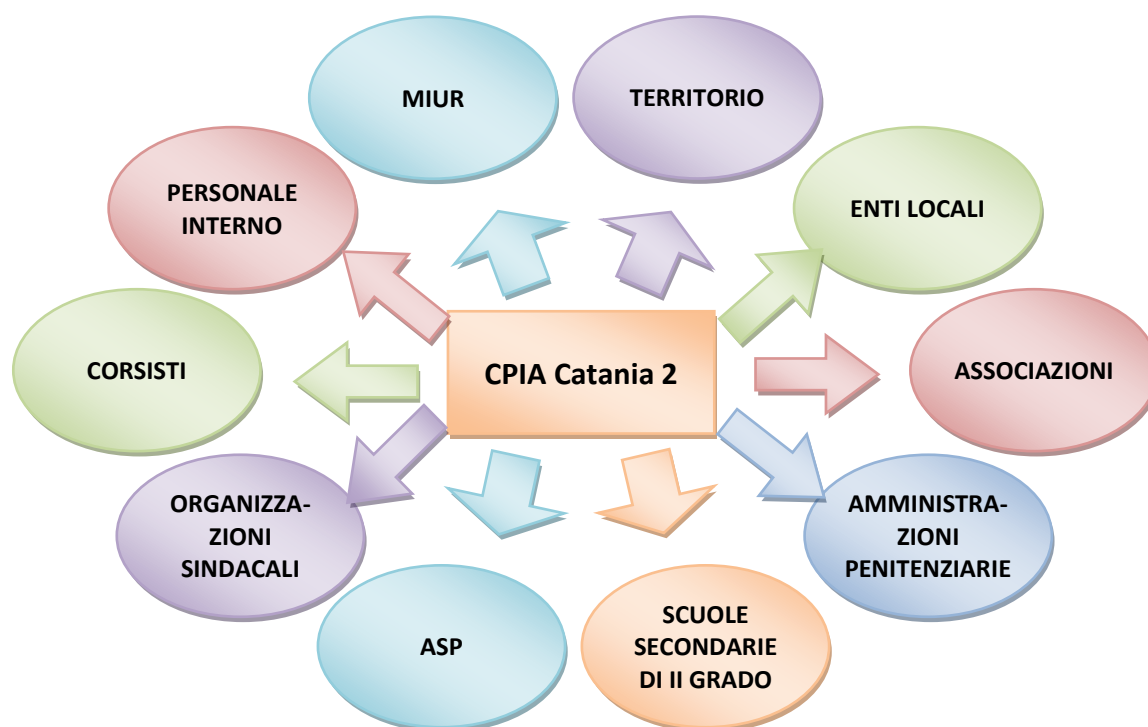 MIUR
TERRITORIO
PERSONALE
INTERNO
ENTI LOCALI
CORSISTI
CPIA Catania 2
ASSOCIAZIONI
ORGANIZZA-
ZIONI
SINDACALI
AMMINISTRA-
ZIONI
PENITENZIARIE
ASP
SCUOLE
SECONDARIE
DI II GRADO